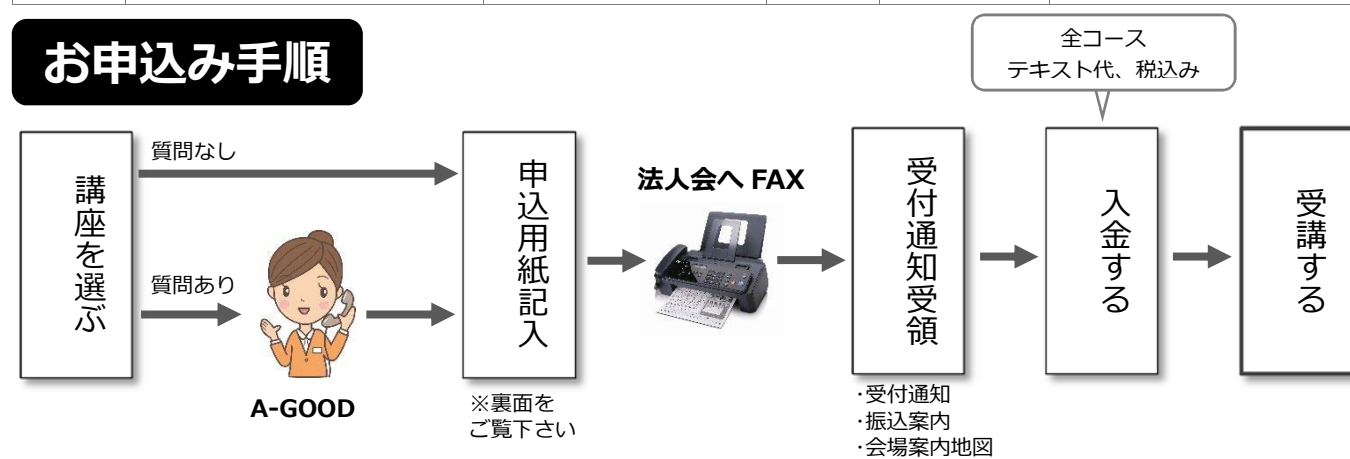 お申込み手順
全コース
テキスト代、税込み
講座を選ぶ
質問なし
質問あり
A-GOOD
申込用紙記入
※裏面を
ご覧下さい
法人会へ FAX
受付通知受領
・受付通知
・振込案内
・会場案内地図
入金する
受講する